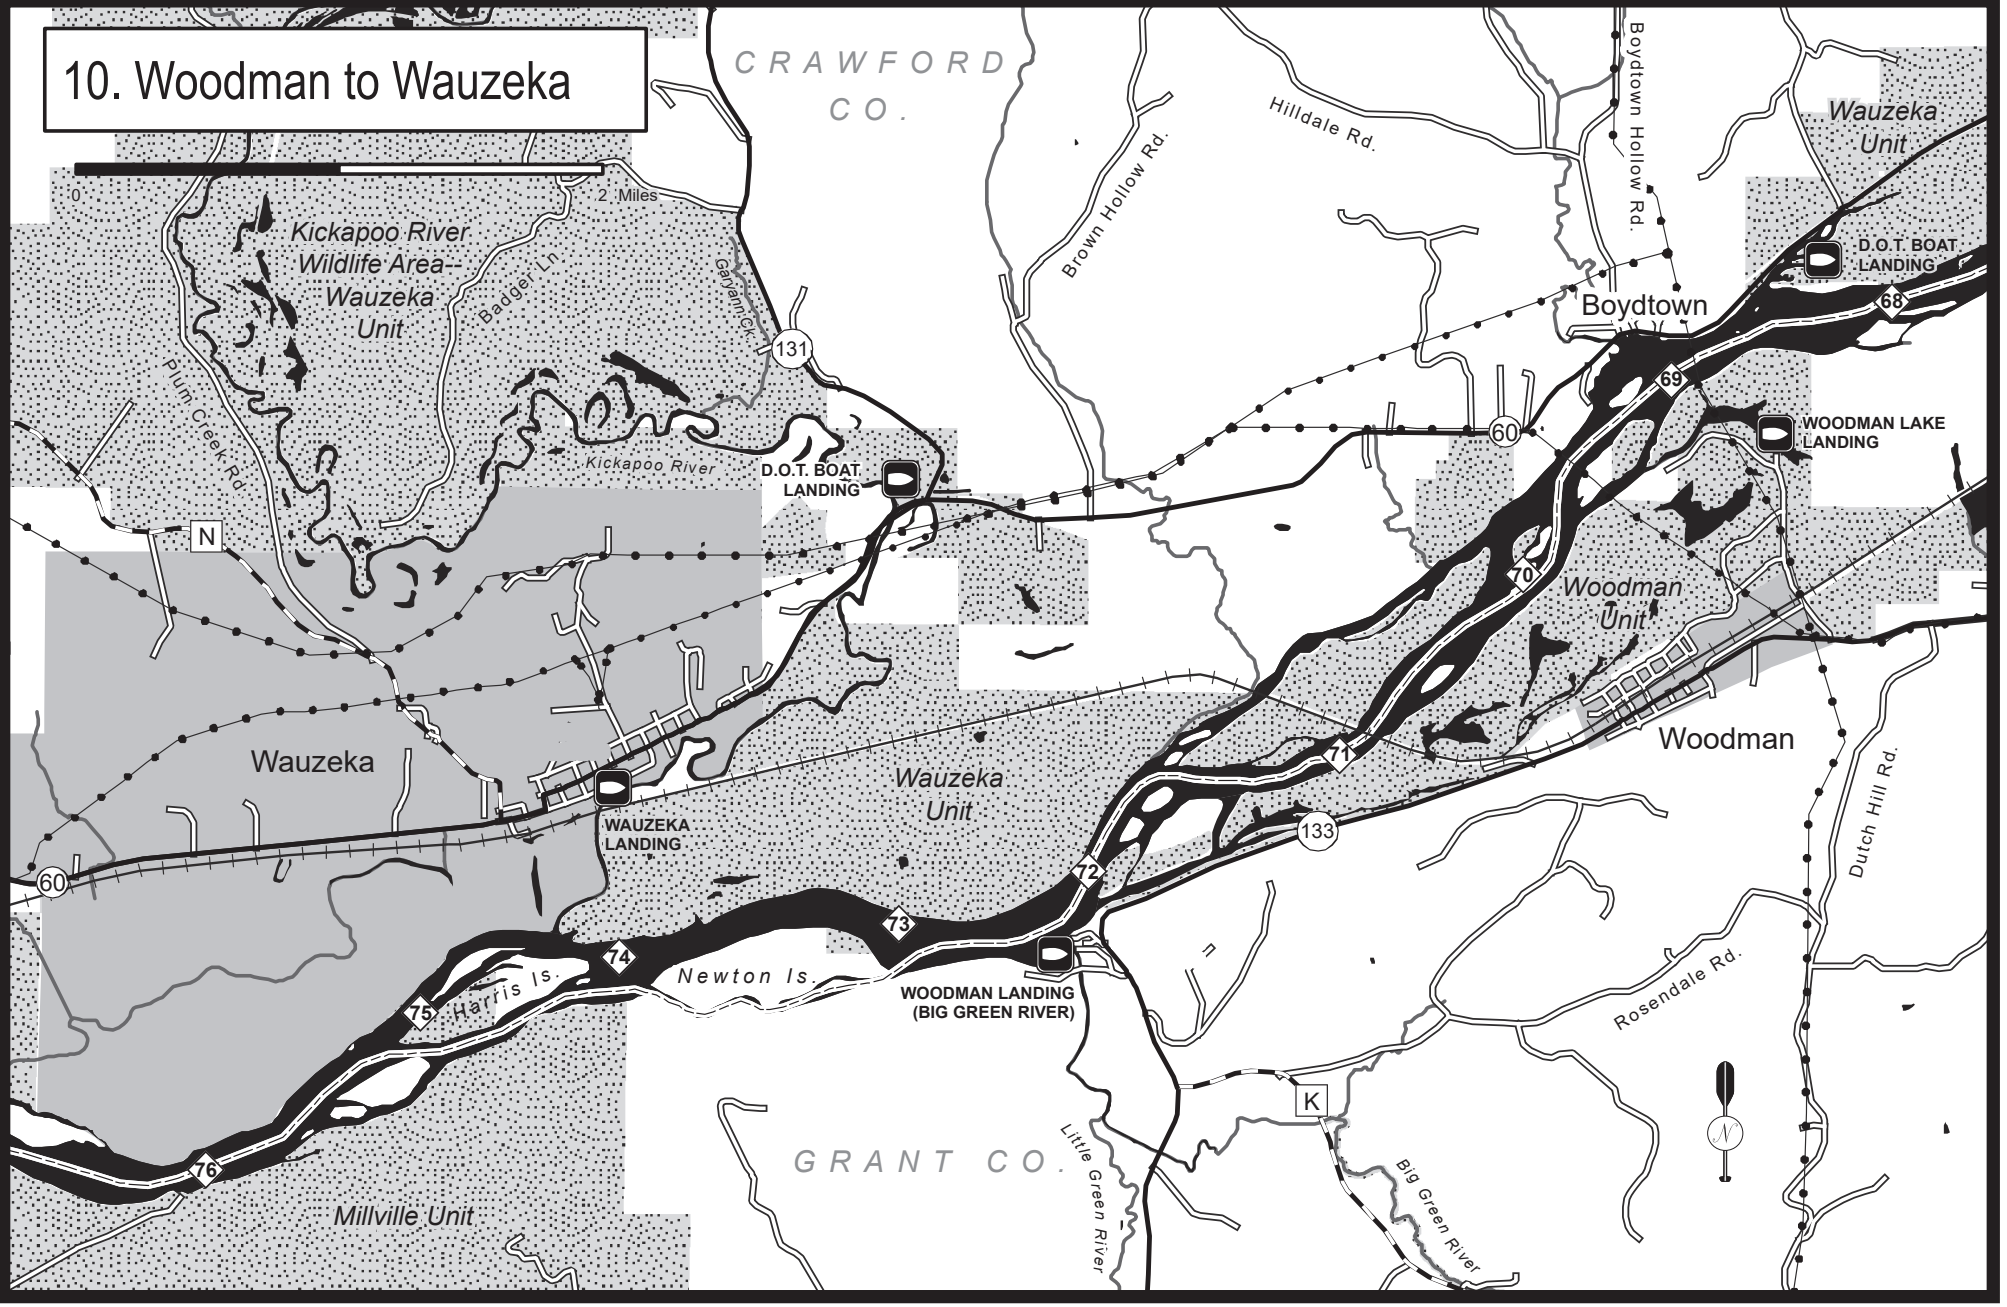 10. Woodman to Wauzeka
0
2 Miles
CRAWFORD
CO.
Wauzeka
Unit
Hilldale Rd.
Boydtown Hollow Rd.
Brown Hollow Rd.
Kickapoo River
Wildlife Area--
Wauzeka
Unit
Badger Ln
Garyann Ck.
131
D.O.T. BOAT
LANDING
68
Boydtown
69
Plum Creek Rd.
60
WOODMAN LAKE
LANDING
Kickapoo River
D.O.T. BOAT
LANDING
N
70
Woodman
Unit
Woodman
Wauzeka
71
Wauzeka
Unit
WAUZEKA
LANDING
133
Dutch Hill Rd.
60
72
73
74
Newton Is.
Harris Is.
75
WOODMAN LANDING
(BIG GREEN RIVER)
n
Rosendale Rd.
K
N
GRANT CO.
Little Green River
Big Green River
76
Millville Unit